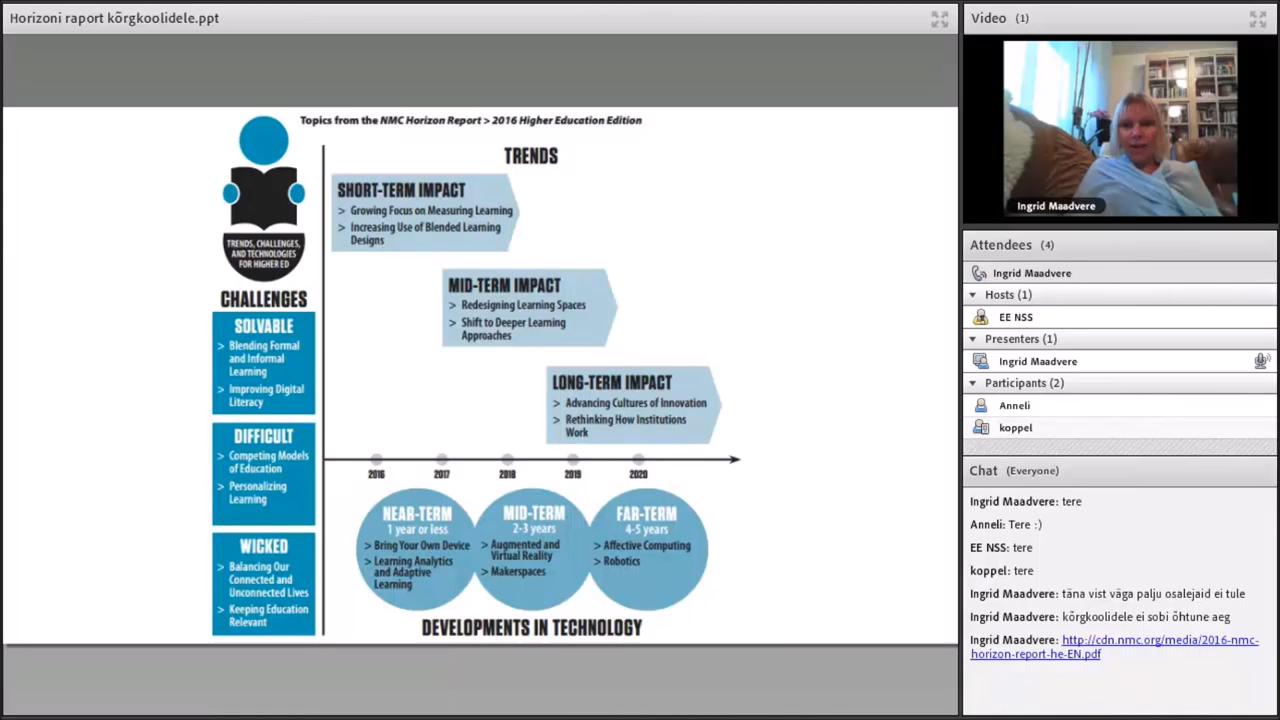 Horizoni raport kõrgkoolidele.ppt
Topics from the NMC Horizon Report > 2016 Higher Education Edition
TRENDS
SHORT-TERM IMPACT
> Growing Focus on Measuring Learning
> Increasing Use of Blended Learning
Designs
TRENDS, CHALLENGES,
AND TECHNOLOGIES
FOR HIGHER ED
MID-TERM IMPACT
> Redesigning Learning Spaces
> Shift to Deeper Learning
Approaches
LONG-TERM IMPACT
> Advancing Cultures of Innovation
> Rethinking How Institutions
Work
CHALLENGES
SOLVABLE
> Blending Formal
and Informal
Learning
> Improving Digital
Literacy
DIFFICULT
> Competing Models
of Education
> Personalizing
Learning
WICKED
> Balancing Our
Connected and
Unconnected Lives
> Keeping Education
Relevant
2016 2017 2018 2019 2020
NEAR-TERM
1 year or less
> Bring Your Own Device
> Learning Analytics
and Adaptive
Learning
MID-TERM
2-3 years
> Augmented and
Virtual Reality
> Makerspaces
FAR-TERM
4-5 years
> Affective Computing
> Robotics
DEVELOPMENTS IN TECHNOLOGY
Video (1)
Ingrid Maadvere
Attendees (4)
Ingrid Maadvere
Hosts (1)
EE NSS
Presenters (1)
Ingrid Maadvere
Participants (2)
Anneli
koppel
Chat (Everyone)
Ingrid Maadvere: tere
Anneli: Tere :)
EE NSS: tere
koppel: tere
Ingrid Maadvere: täna vist väga palju osalejaid ei tule
Ingrid Maadvere: kõrgkoolidele ei sobi õhtune aeg
Ingrid Maadvere: http://cdn.nmc.org/media/2016-nmc-
horizon-report-he-EN.pdf